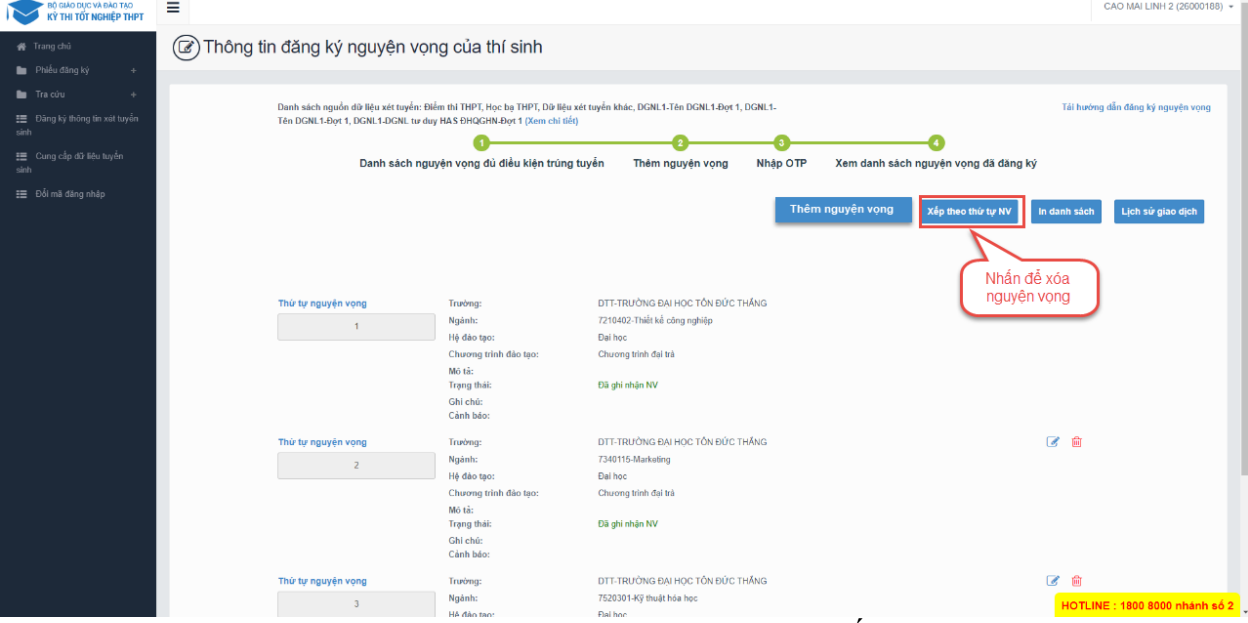 BỘ GIÁO DỤC VÀ ĐÀO TẠO
KỲ THI TỐT NGHIỆP THPT
CAO MAI LINH 2 (26000188)
Trang chủ
Phiếu đăng ký +
Tra cứu +
Đăng ký thông tin xét tuyển
sinh
Cung cấp dữ liệu tuyển
sinh
Đổi mã đăng nhập
Thông tin đăng ký nguyện vọng của thí sinh
Danh sách nguồn dữ liệu xét tuyển: Điểm thi THPT, Học bạ THPT, Dữ liệu xét tuyển khác, DGNL1-Tên DGNL1-Đợt 1, DGNL1-
Tên DGNL1-Đợt 1, DGNL1-DGNL tư duy HAS ĐHQGHN-Đợt 1 (Xem chi tiết)
Tải hướng dẫn đăng ký nguyện vọng
1 2 3 4
Danh sách nguyện vọng đủ điều kiện trúng tuyển Thêm nguyện vọng Nhập OTP Xem danh sách nguyện vọng đã đăng ký
Thêm nguyện vọng Xếp theo thứ tự NV In danh sách Lịch sử giao dịch
Nhấn để xóa
nguyện vọng
Thứ tự nguyện vọng Trường: DTT-TRƯỜNG ĐẠI HỌC TÔN ĐỨC THẮNG
1 Ngành: 7210402-Thiết kế công nghiệp
Hệ đào tạo: Đại học
Chương trình đào tạo: Chương trình đại trà
Mô tả:
Trạng thái: Đã ghi nhận NV
Ghi chú:
Cảnh báo:
Thứ tự nguyện vọng Trường: DTT-TRƯỜNG ĐẠI HỌC TÔN ĐỨC THẮNG
2 Ngành: 7340115-Marketing
Hệ đào tạo: Đại học
Chương trình đào tạo: Chương trình đại trà
Mô tả:
Trạng thái: Đã ghi nhận NV
Ghi chú:
Cảnh báo:
Thứ tự nguyện vọng Trường: DTT-TRƯỜNG ĐẠI HỌC TÔN ĐỨC THẮNG
3 Ngành: 7520301-Kỹ thuật hóa học
Hệ đào tạo: Đại học
HOTLINE : 1800 8000 nhánh số 2